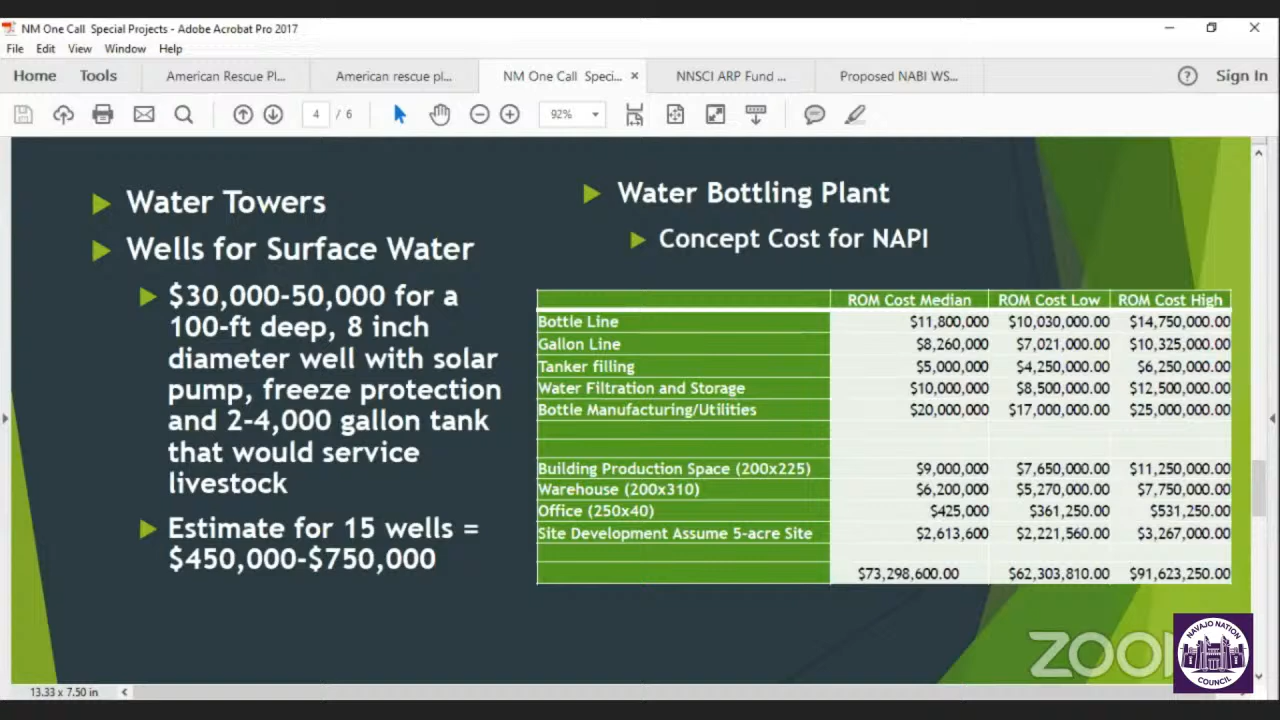 NM One Call Special Projects - Adobe Acrobat Pro 2017
File Edit View Window Help
Home Tools American Rescue Pl... American rescue pl... NM One Call Speci... × NNSCI ARP Fund ... Proposed NABI WS... Sign In
4 / 6 92%
Water Towers
Wells for Surface Water
$30,000-50,000 for a
100-ft deep, 8 inch
diameter well with solar
pump, freeze protection
and 2-4,000 gallon tank
that would service
livestock
Estimate for 15 wells =
$450,000-$750,000
Water Bottling Plant
Concept Cost for NAPI
ROM Cost Median ROM Cost Low ROM Cost High
Bottle Line $11,800,000 $10,030,000.00 $14,750,000.00
Gallon Line $8,260,000 $7,021,000.00 $10,325,000.00
Tanker filling $5,000,000 $4,250,000.00 $6,250,000.00
Water Filtration and Storage $10,000,000 $8,500,000.00 $12,500,000.00
Bottle Manufacturing/Utilities $20,000,000 $17,000,000.00 $25,000,000.00
Building Production Space (200x225) $9,000,000 $7,650,000.00 $11,250,000.00
Warehouse (200x310) $6,200,000 $5,270,000.00 $7,750,000.00
Office (250x40) $425,000 $361,250.00 $531,250.00
Site Development Assume 5-acre Site $2,613,600 $2,221,560.00 $3,267,000.00
$73,298,600.00 $62,303,810.00 $91,623,250.00
ZOO
NAVAJO NATION
COUNCIL
13.33 x 7.50 in